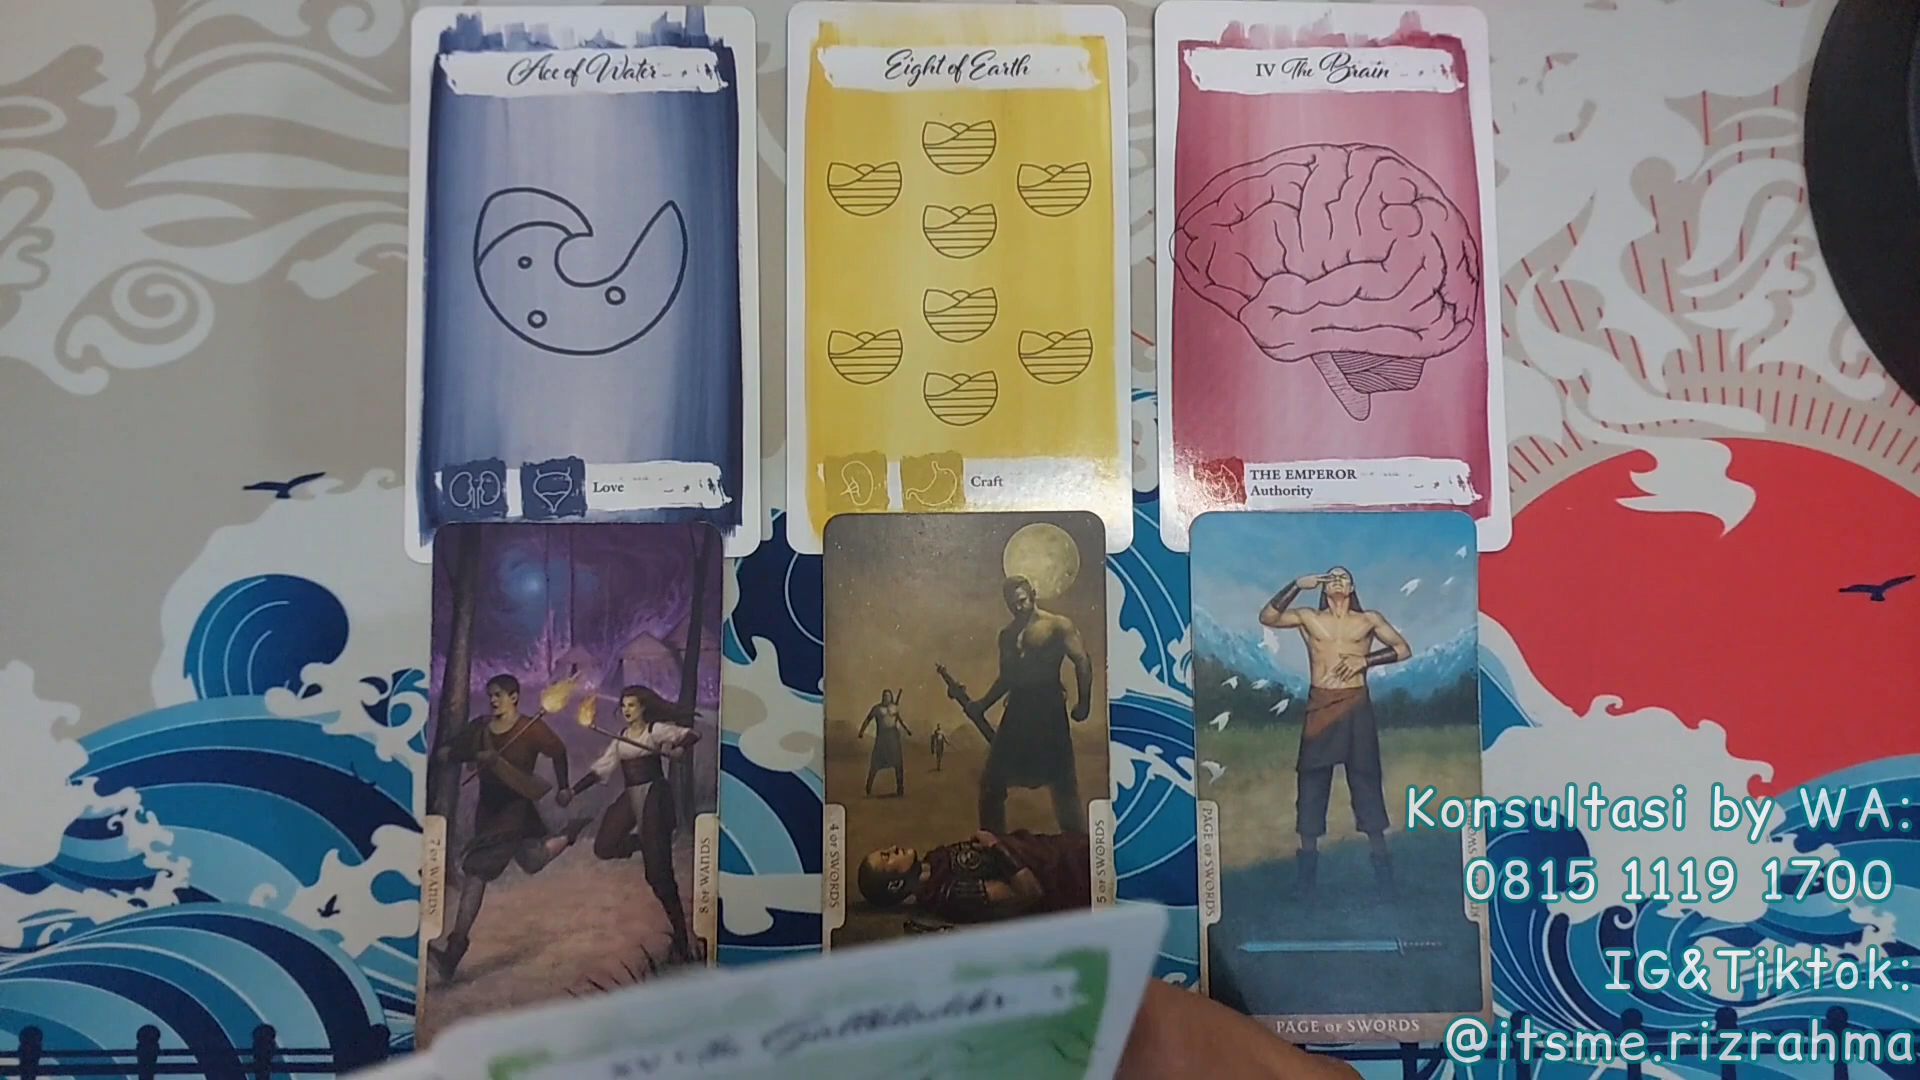 Ace of Water
Eight of Earth
IV The Brain
Love
Craft
THE EMPEROR
Authority
7 OF WANDS
8 OF WANDS
4 OF SWORDS
5 OF SWORDS
PAGE OF SWORDS
PAGE OF SWORDS
Konsultasi by WA:
0815 1119 1700
IG&Tiktok:
@itsme.rizrahma